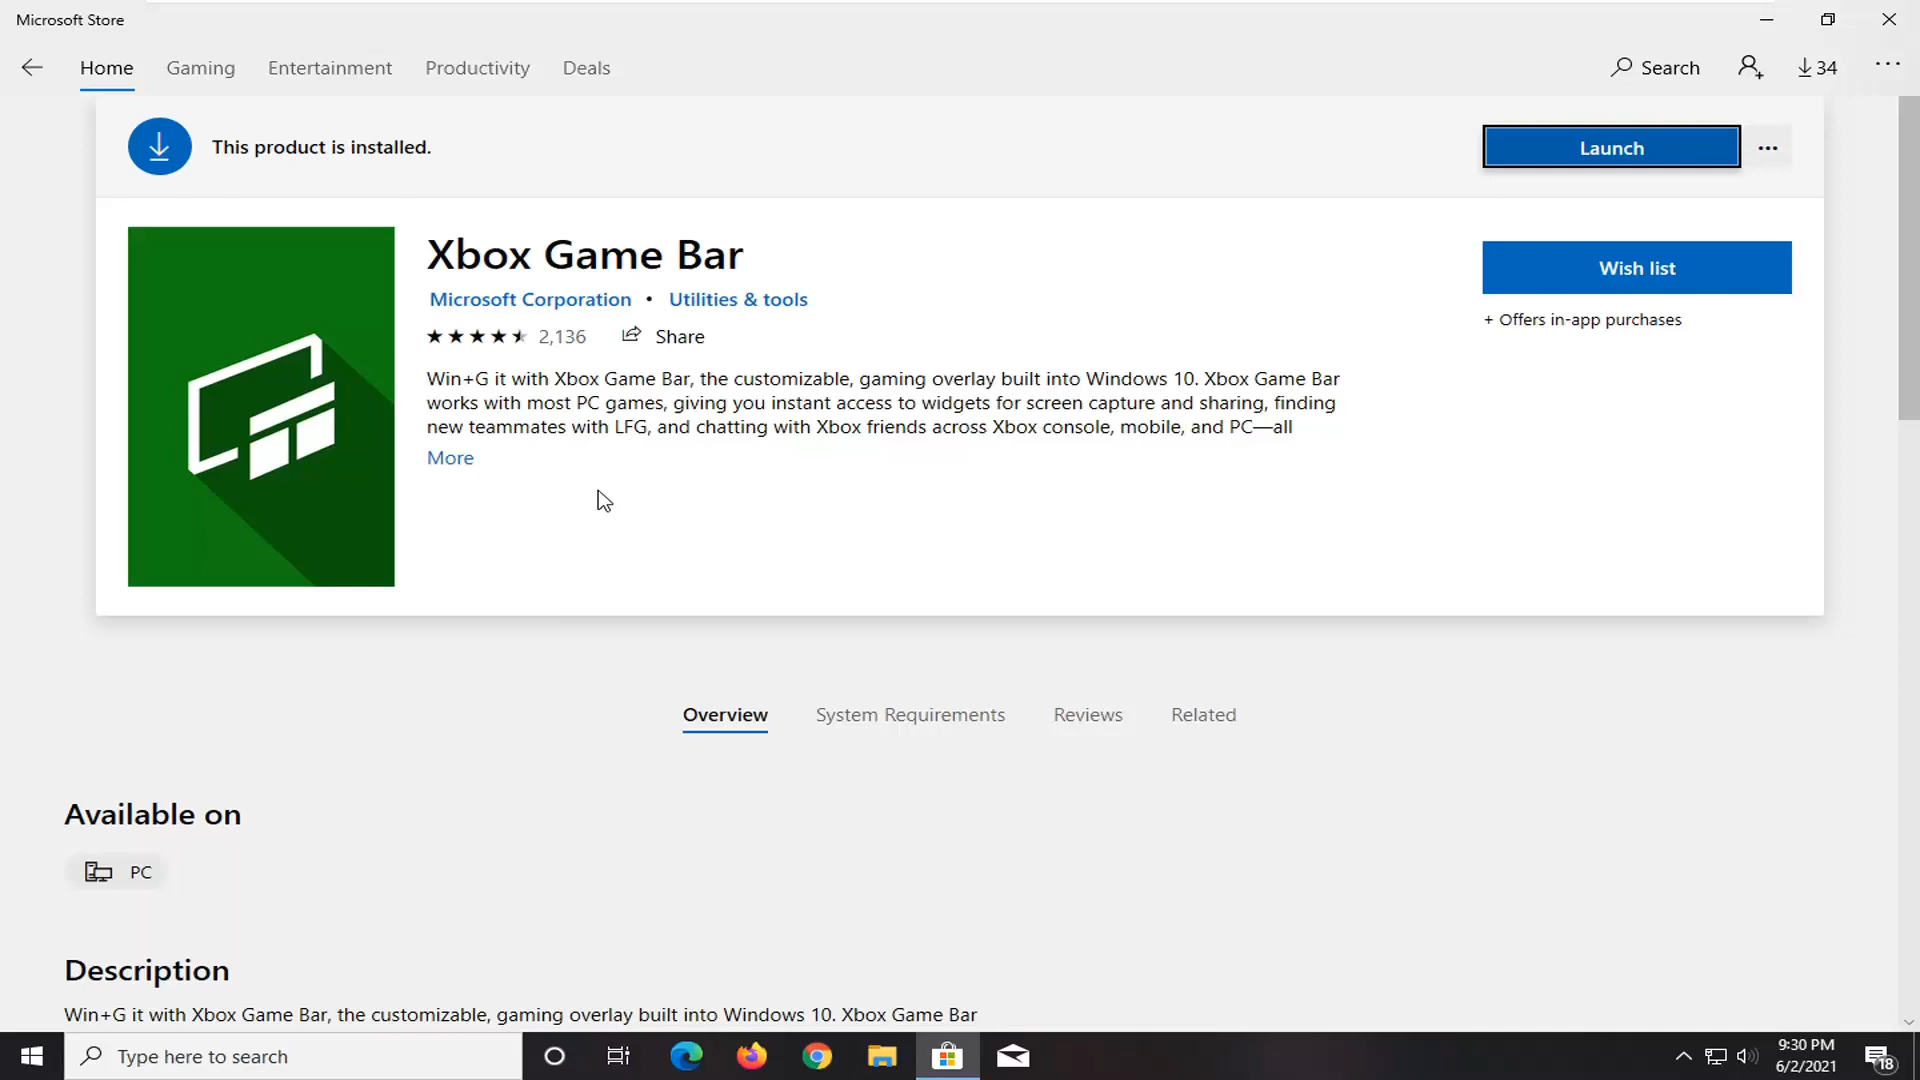 Microsoft Store
Home Gaming Entertainment Productivity Deals Search 34
This product is installed. Launch
Xbox Game Bar
Wish list
Microsoft Corporation • Utilities & tools
+ Offers in-app purchases
2,136 Share
Win+G it with Xbox Game Bar, the customizable, gaming overlay built into Windows 10. Xbox Game Bar
works with most PC games, giving you instant access to widgets for screen capture and sharing, finding
new teammates with LFG, and chatting with Xbox friends across Xbox console, mobile, and PC—all
More
Overview System Requirements Reviews Related
Available on
PC
Description
Win+G it with Xbox Game Bar, the customizable, gaming overlay built into Windows 10. Xbox Game Bar
Type here to search
9:30 PM
6/2/2021
18